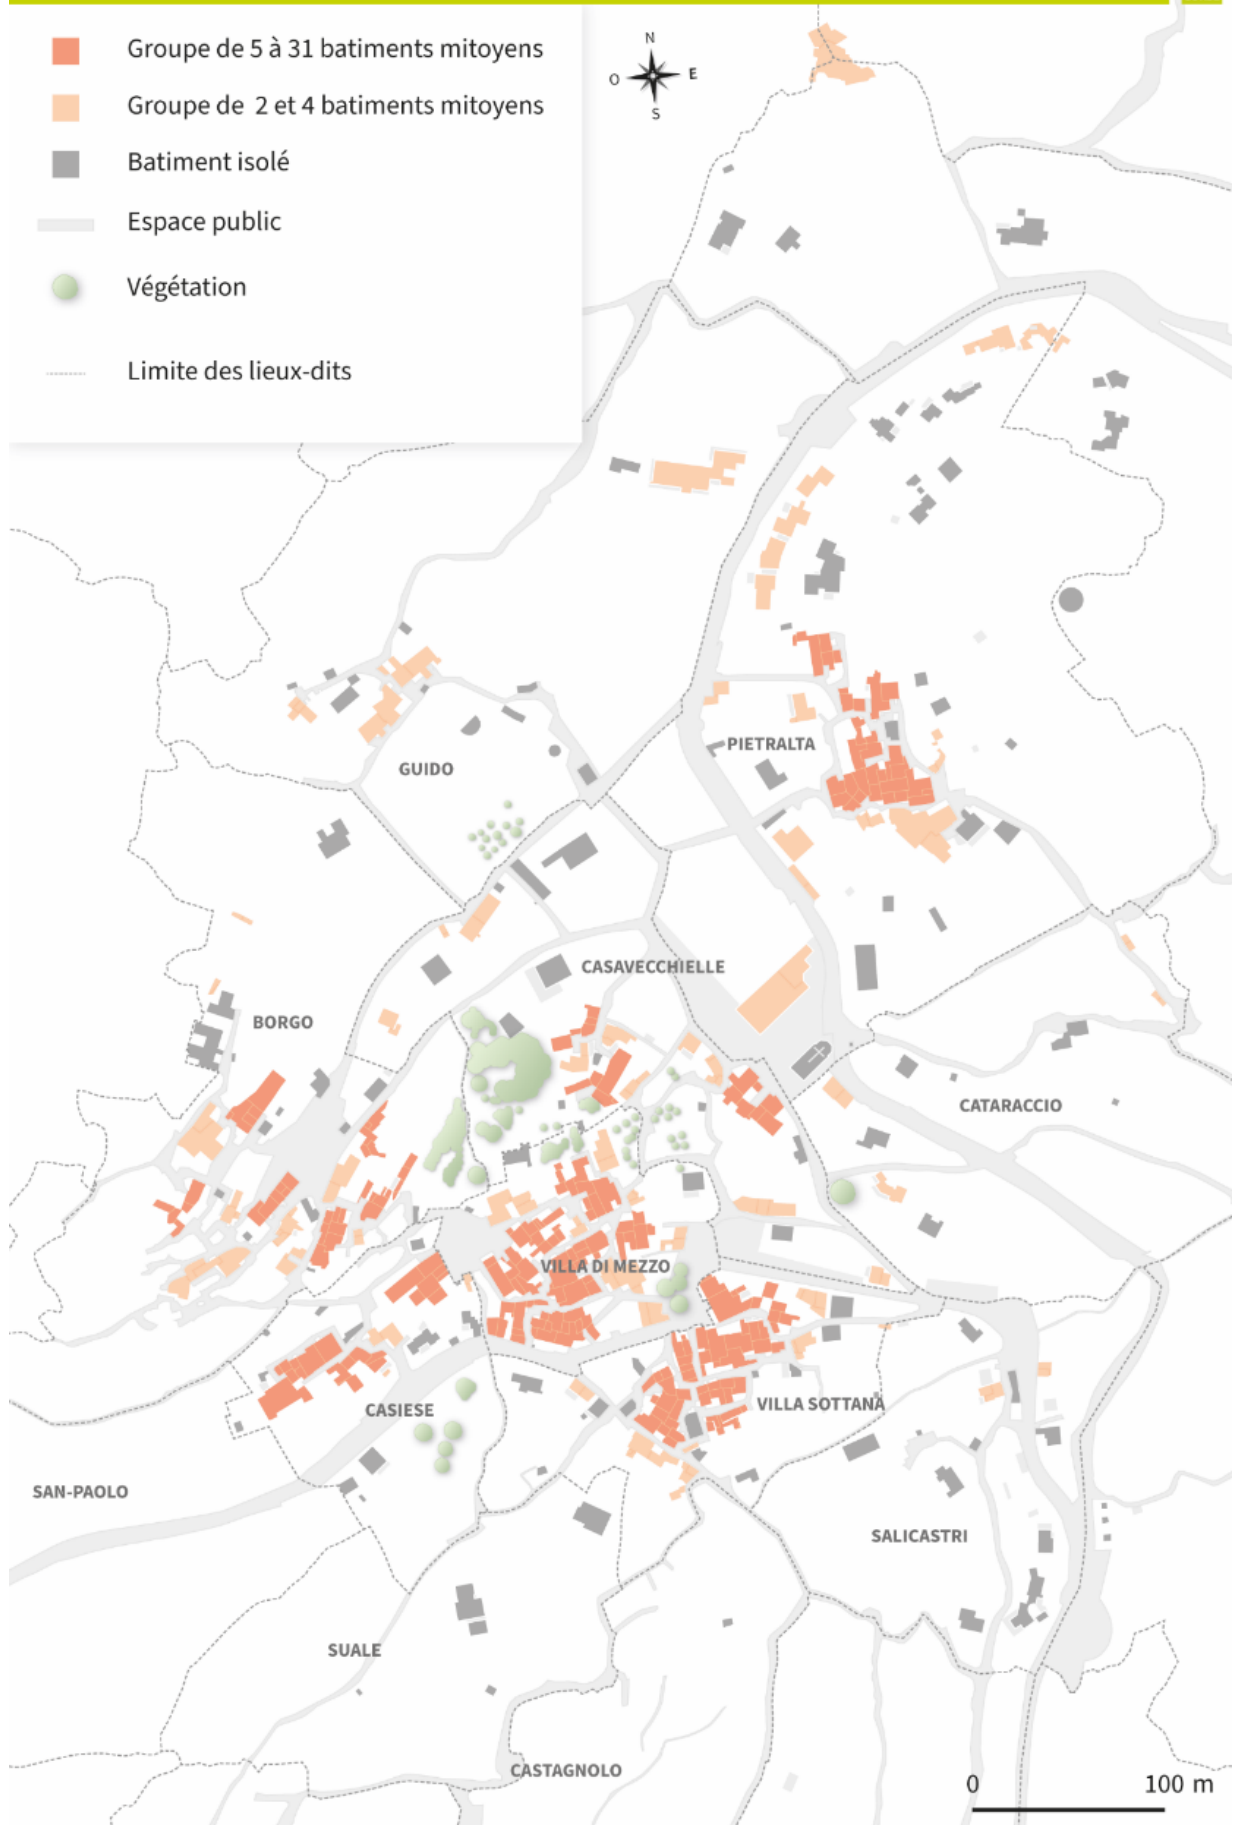 Groupe de 5 à 31 batiments mitoyens
Groupe de 2 et 4 batiments mitoyens
Batiment isolé
Espace public
Végétation
Limite des lieux-dits
N
O
E
S
PIETRALTA
GUIDO
CASAVECCHIELLE
BORGO
CATARACCIO
VILLA DI MEZZO
VILLA SOTTANA
CASIESE
SAN-PAOLO
SALICASTRI
SUALE
CASTAGNOLO
0
100 m